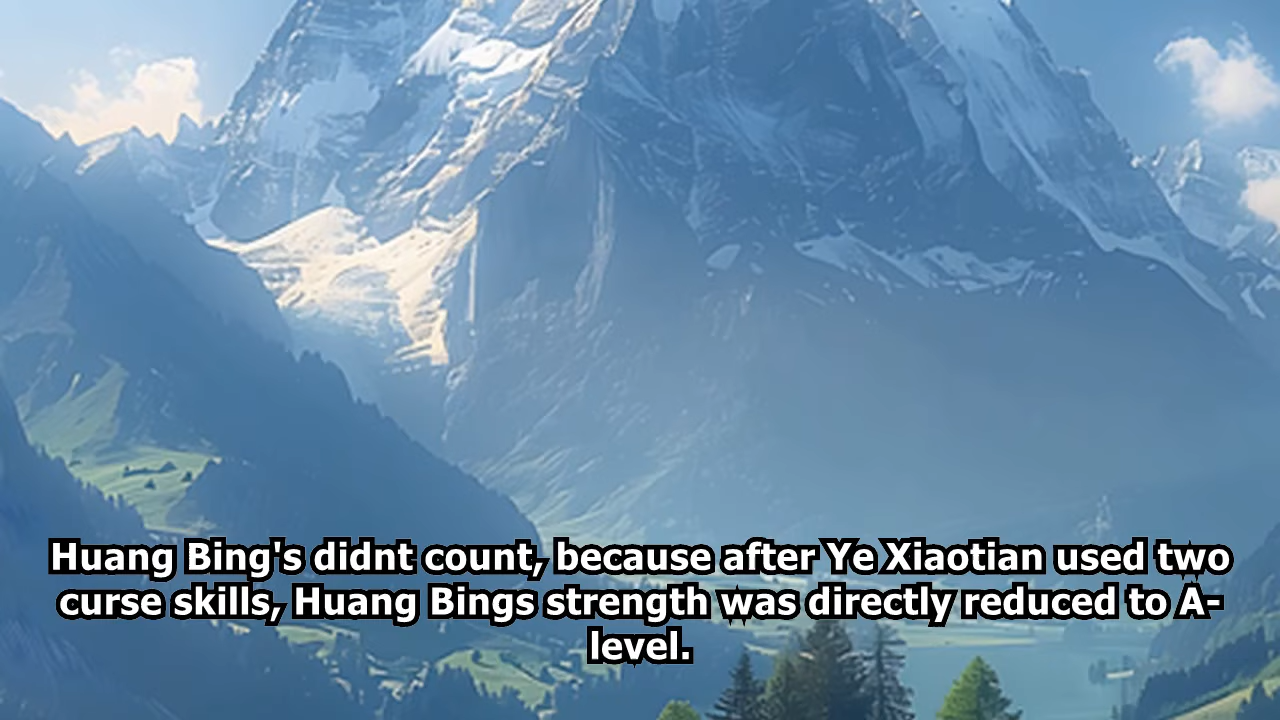 Huang Bing's didnt count, because after Ye Xiaotian used two
curse skills, Huang Bings strength was directly reduced to A-
level.